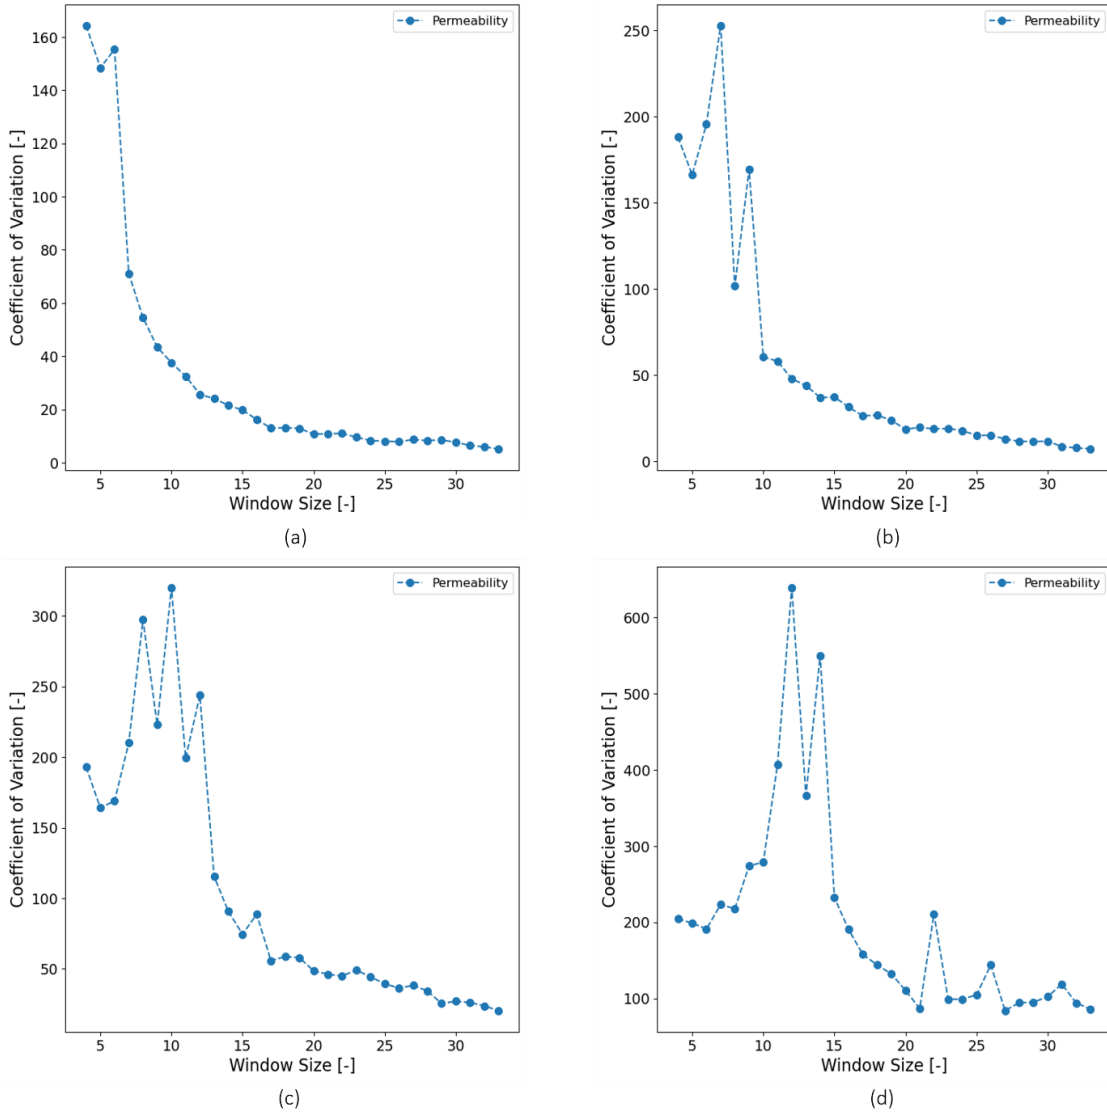 Permeability
160
140
120
100
80
60
40
20
0
Coefficient of Variation [-]
5 10 15 20 25 30
Window Size [-]
(a)
Permeability
250
200
150
100
50
0
Coefficient of Variation [-]
5 10 15 20 25 30
Window Size [-]
(b)
Permeability
300
250
200
150
100
50
Coefficient of Variation [-]
5 10 15 20 25 30
Window Size [-]
(c)
Permeability
600
500
400
300
200
100
Coefficient of Variation [-]
5 10 15 20 25 30
Window Size [-]
(d)